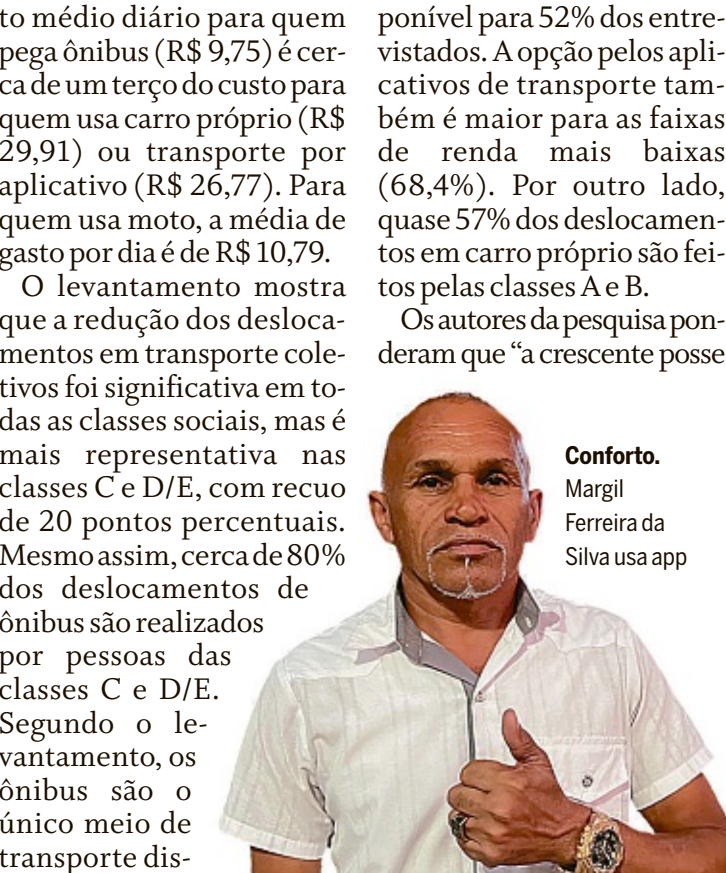 to médio diário para quem
pega ônibus (R$ 9,75) é cer-
ca de um terço do custo para
quem usa carro próprio (R$
29,91) ou transporte por
aplicativo (R$ 26,77). Para
quem usa moto, a média de
gasto por dia é de R$ 10,79.
O levantamento mostra
que a redução dos desloca-
mentos em transporte cole-
tivos foi significativa em to-
das as classes sociais, mas é
mais representativa nas
classes C e D/E, com recuo
de 20 pontos percentuais.
Mesmo assim, cerca de 80%
dos deslocamentos de
ônibus são realizados
por pessoas das
classes C e D/E.
Segundo o le-
vantamento, os
ônibus são o
único meio de
transporte dis-
ponível para 52% dos entre-
vistados. A opção pelos apli-
cativos de transporte tam-
bém é maior para as faixas
de renda mais baixas
(68,4%). Por outro lado,
quase 57% dos deslocamen-
tos em carro próprio são fei-
tos pelas classes A e B.
Os autores da pesquisa pon-
deram que “a crescente posse
Conforto.
Margil
Ferreira da
Silva usa app